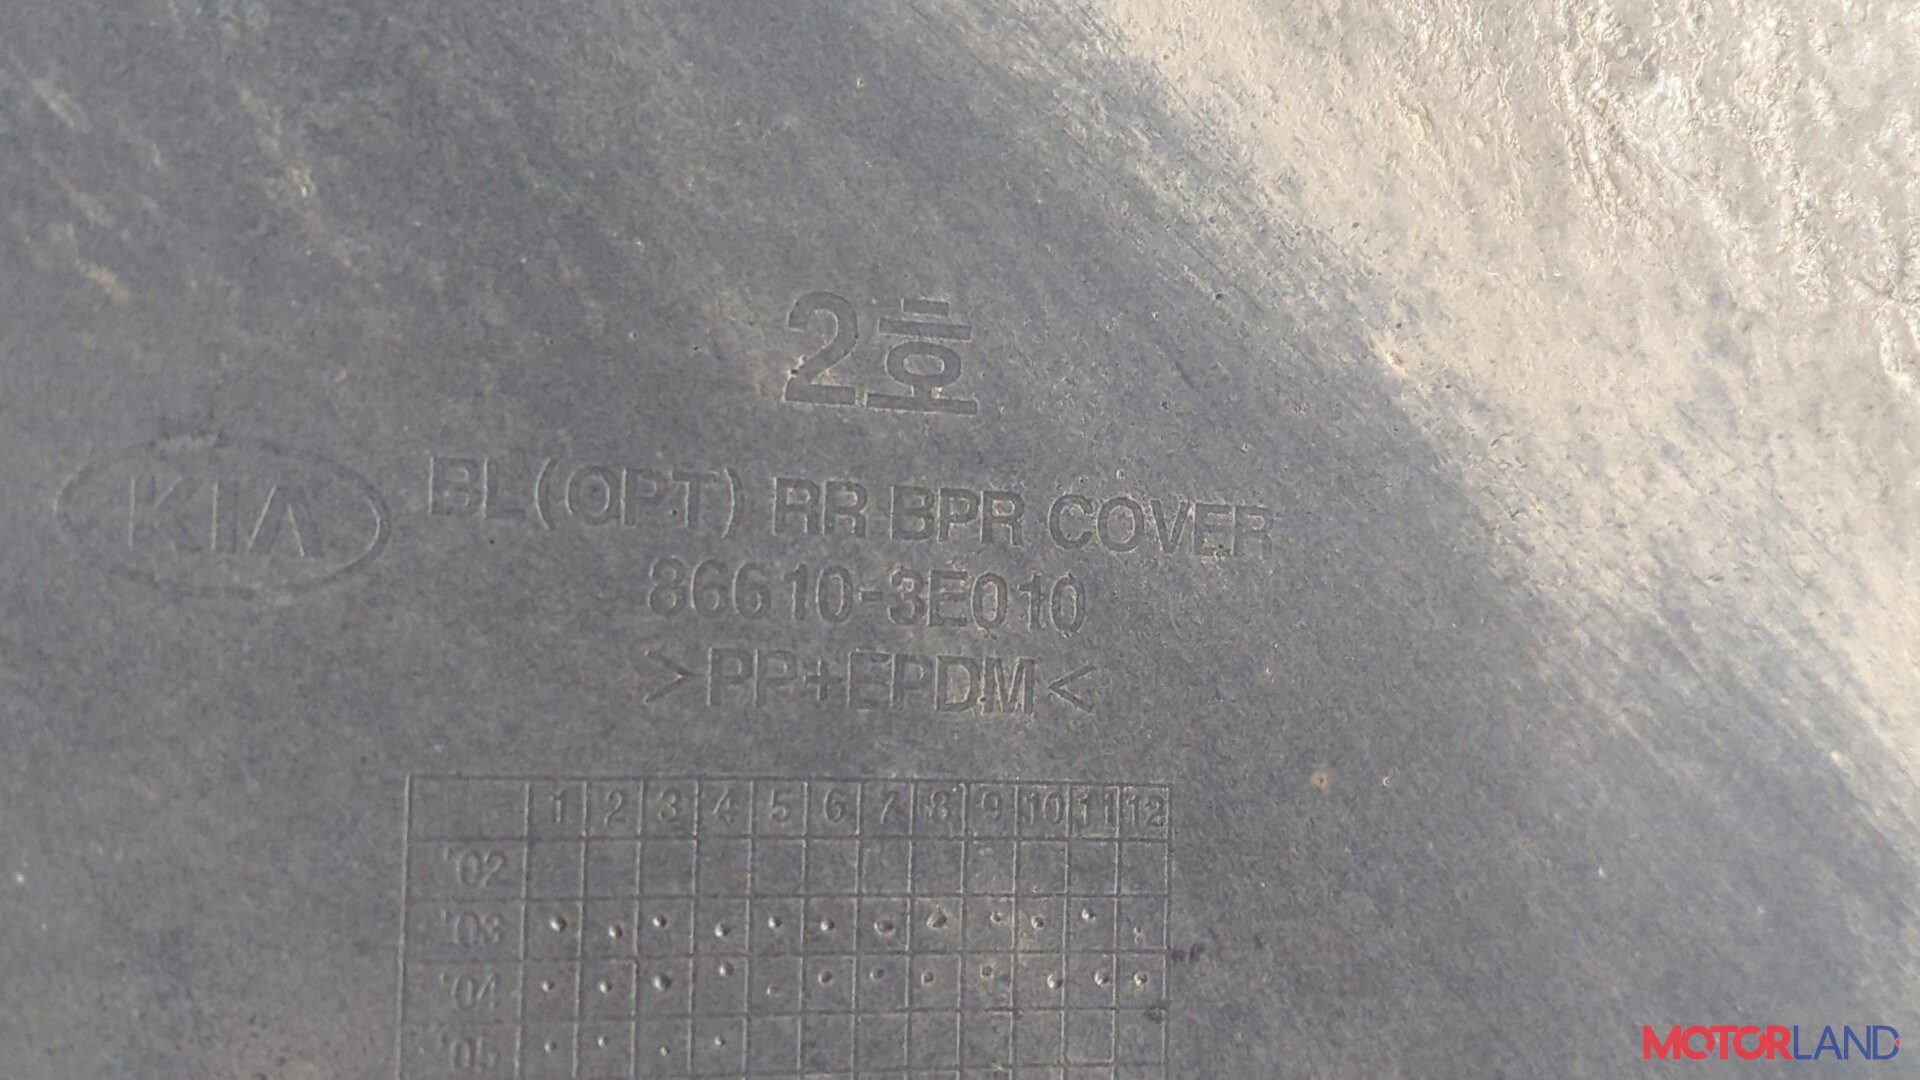 2호
KIA
BL(OPT) RR BPR COVER
86610-3E010
>PP+EPDM<
1 2 3 4 5 6 7 8 9 10 11 12
'02
'03
'04
'05
MOTORLAND